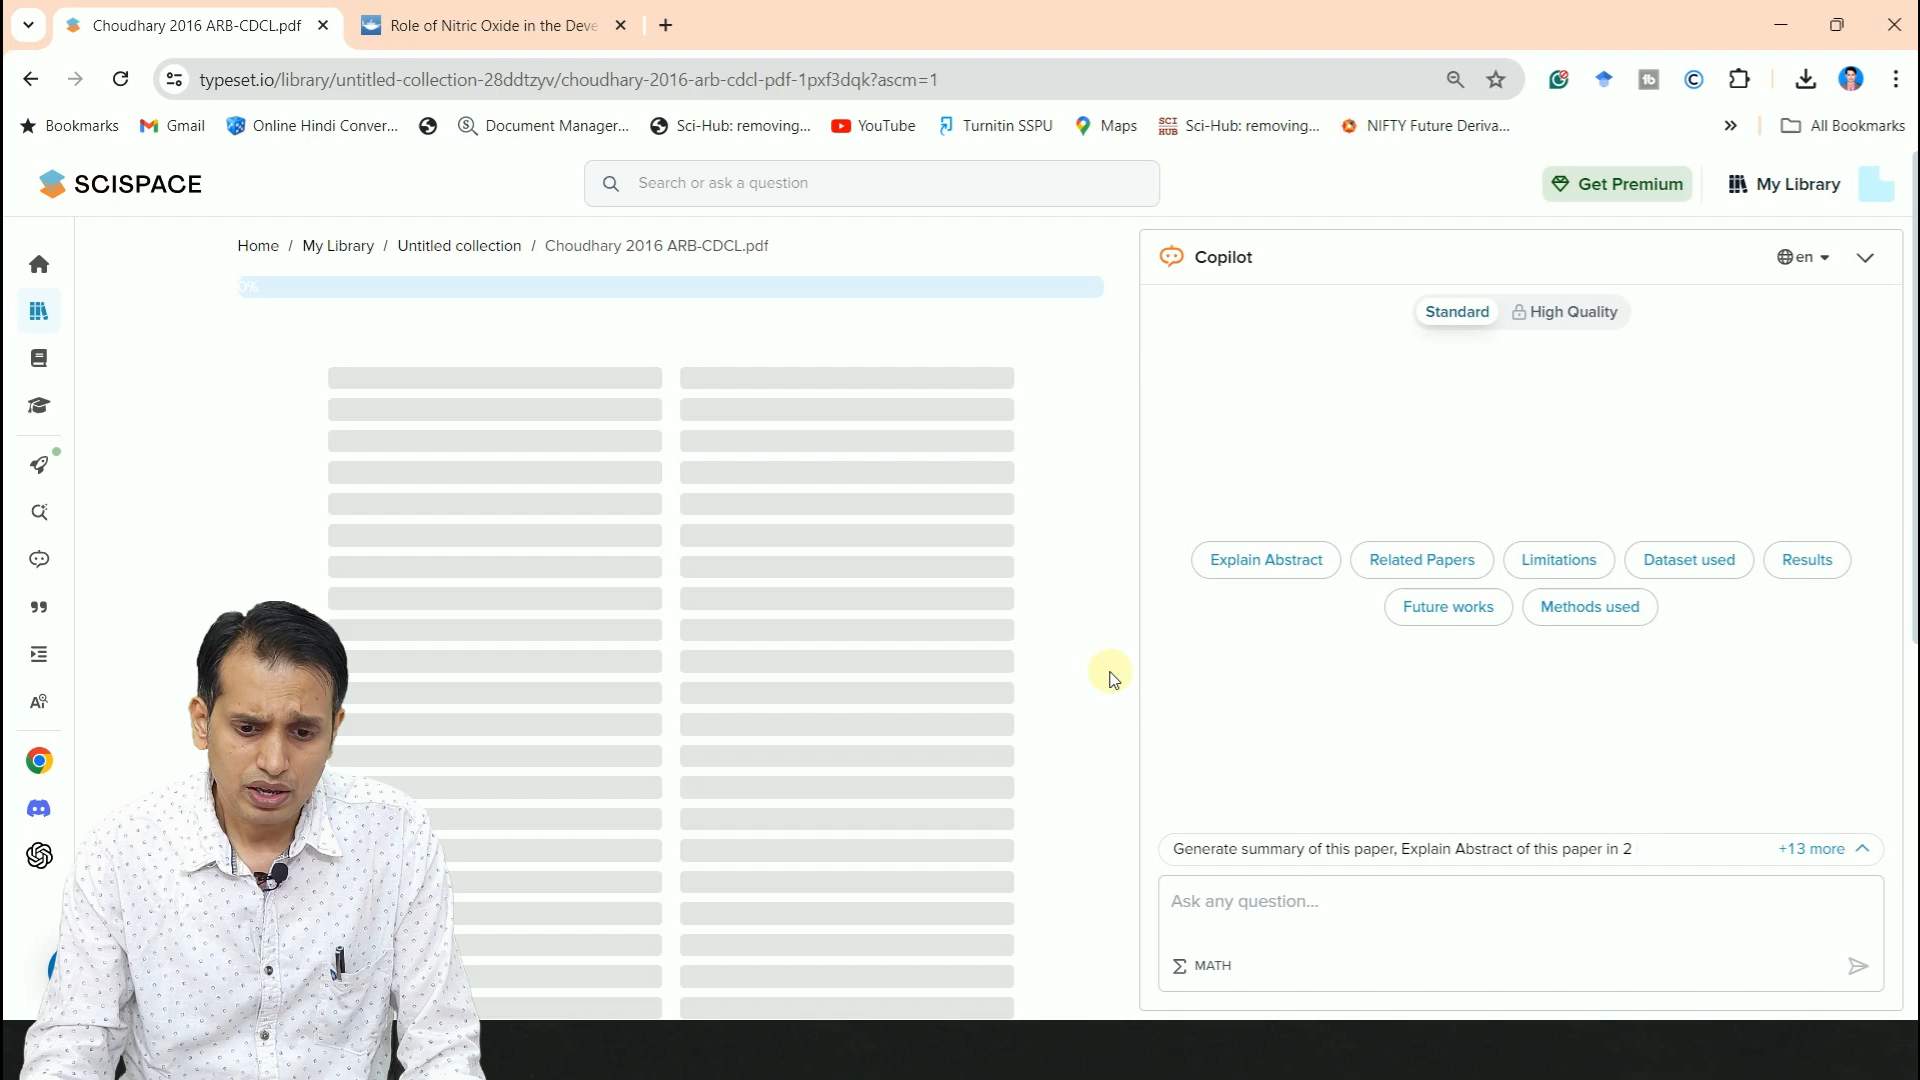 Choudhary 2016 ARB-CDCL.pdf
Role of Nitric Oxide in the Deve
typeset.io/library/untitled-collection-28ddtzyv/choudhary-2016-arb-cdcl-pdf-1pxf3dqk?ascm=1
Bookmarks
Gmail
Online Hindi Conver...
Document Manager...
Sci-Hub: removing...
YouTube
Turnitin SSPU
Maps
SCI HUB
Sci-Hub: removing...
NIFTY Future Deriva...
All Bookmarks
SCISPACE
Search or ask a question
Get Premium
My Library
Home / My Library / Untitled collection / Choudhary 2016 ARB-CDCL.pdf
0%
Copilot
en
Standard
High Quality
Explain Abstract
Related Papers
Limitations
Dataset used
Results
Future works
Methods used
Generate summary of this paper, Explain Abstract of this paper in 2
+13 more
Ask any question...
MATH